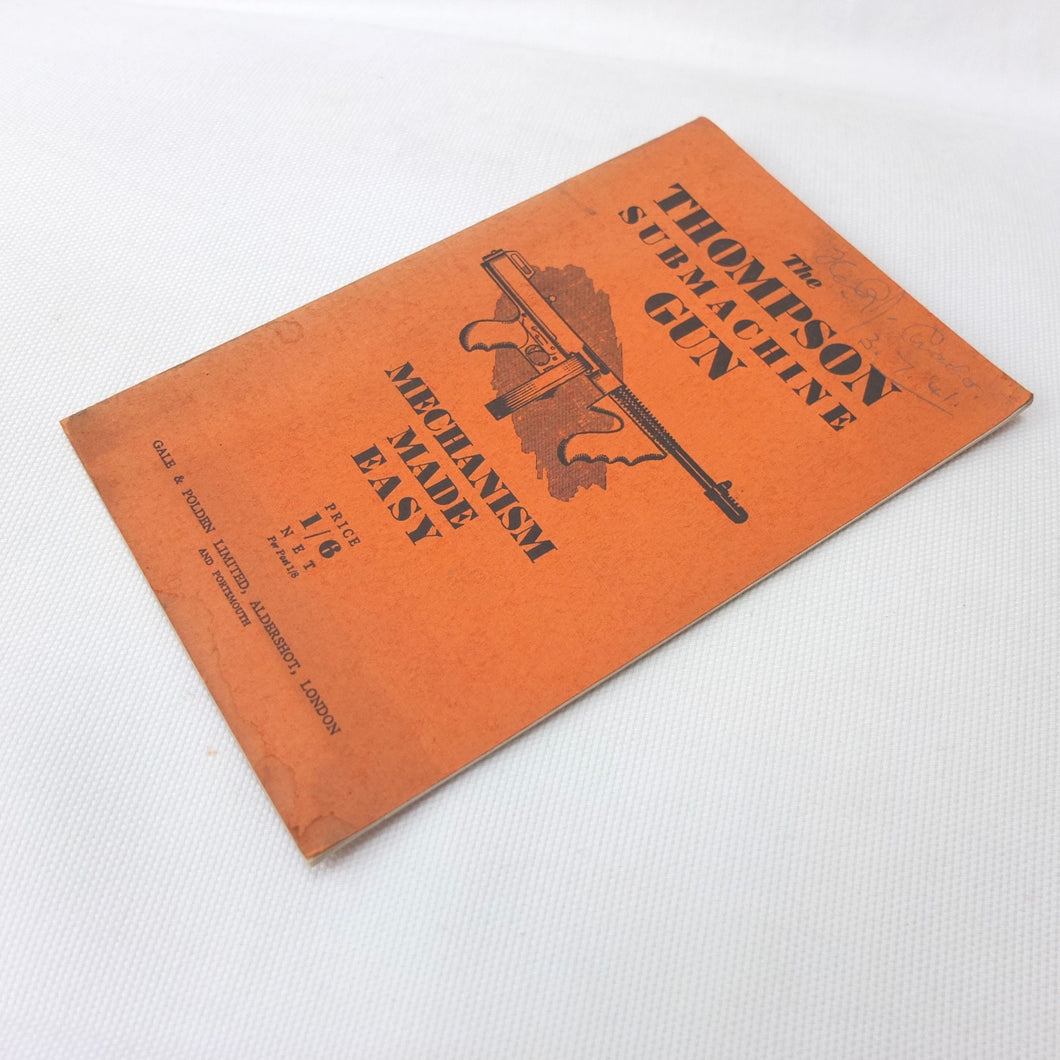 The
THOMPSON
SUBMACHINE
GUN
MECHANISM
MADE
EASY
PRICE
1/6
NET
Per Post 1/8
GALE & POLDEN LIMITED, ALDERSHOT, LONDON
AND PORTSMOUTH